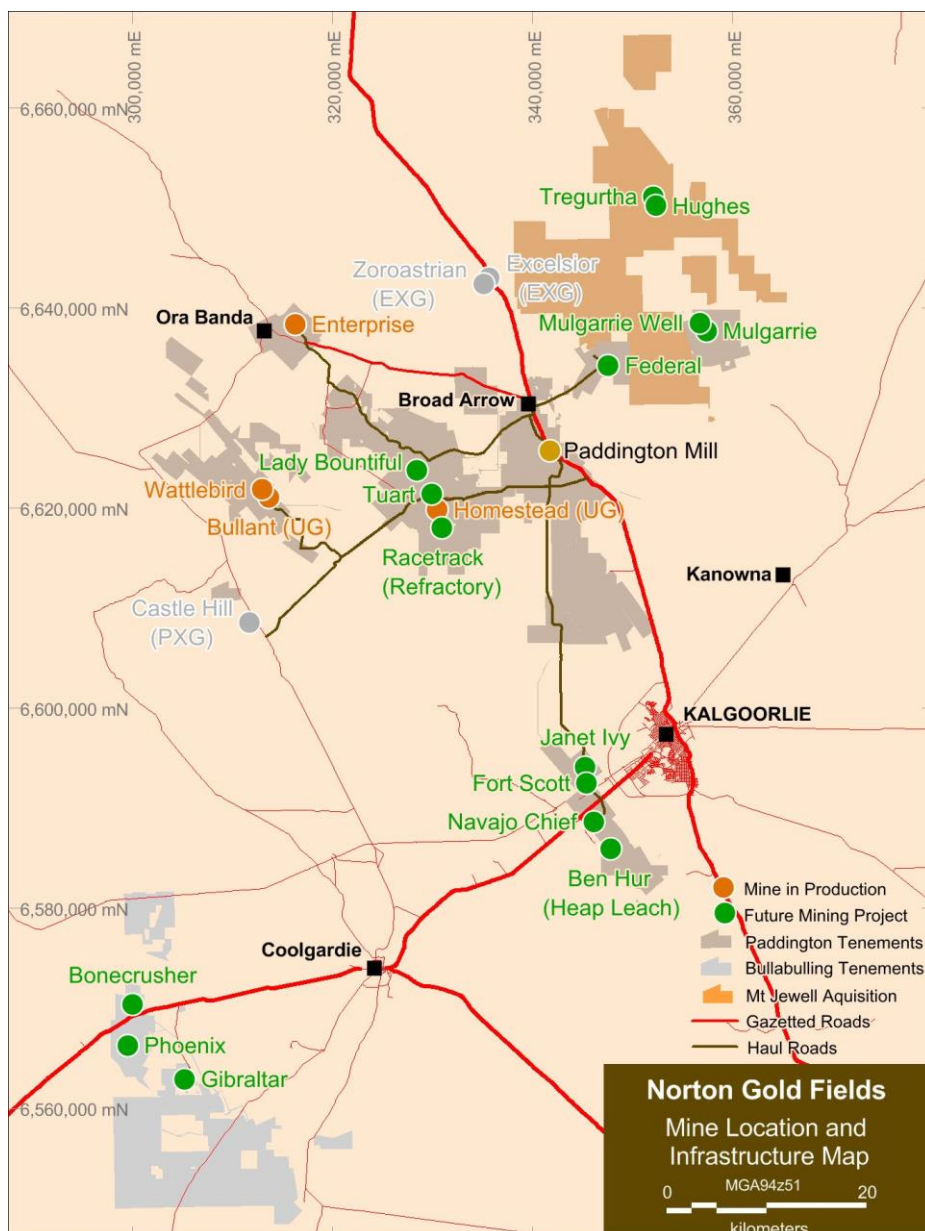 300,000 mE
320,000 mE
340,000 mE
360,000 mE
6,660,000 mN
Tregurtha
Hughes
Zoroastrian
(EXG)
Excelsior
(EXG)
6,640,000 mN
Ora Banda
Enterprise
Mulgarrie Well
Mulgarrie
Federal
Broad Arrow
Paddington Mill
Lady Bountiful
Wattlebird
Tuart
6,620,000 mN
Homestead (UG)
Bullant (UG)
Racetrack
(Refractory)
Kanowna
Castle Hill
(PXG)
6,600,000 mN
KALGOORLIE
Janet Ivy
Fort Scott
Navajo Chief
Ben Hur
(Heap Leach)
6,580,000 mN
Coolgardie
Bonecrusher
Phoenix
Gibraltar
6,560,000 mN
Mine in Production
Future Mining Project
Paddington Tenements
Bullabulling Tenements
Mt Jewell Aquisition
Gazetted Roads
Haul Roads
Norton Gold Fields
Mine Location and
Infrastructure Map
MGA94z51
0 20
kilometers